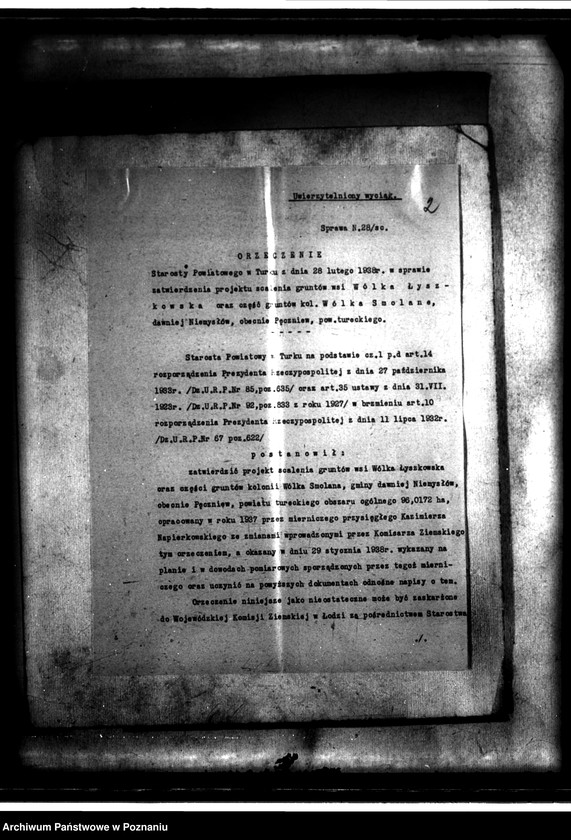 Uwierzytelniony wyciąg.
2
Sprawa N.28/sc.
O R Z E C Z E N I E
Starosty Powiatowego w Turku z dnia 28 lutego 1938r. w sprawie
zatwierdzenia projektu scalenia gruntów wsi W ó l k a Ł y s z -
k o w s k a oraz część gruntów kol. W ó l k a S m o l a n a,
dawniej Niemysłów, obecnie Pęczniew, pow.tureckiego.
- - - - -
Starosta Powiatowy w Turku na podstawie cz.1 p.d art.14
rozporządzenia Prezydenta Rzeczypospolitej z dnia 27 października
1932r. /Dz.U.R.P.Nr 85,poz.635/ oraz art.35 ustawy z dnia 31.VII.
1923r. /Dz.U.R.P.Nr 92,poz.833 z roku 1927/ w brzmieniu art.10
rozporządzenia Prezydenta Rzeczypospolitej z dnia 11 lipca 1932r.
/Dz.U.R.P.Nr 67 poz.622/
p o s t a n o w i ł :
zatwierdzić projekt scalenia gruntów wsi Wólka Łyszkowska
oraz części gruntów kolonii Wólka Smolana, gminy dawniej Niemysłów,
obecnie Pęczniew, powiatu tureckiego obszaru ogólnego 96,0172 ha,
opracowany w roku 1937 przez mierniczego przysięgłego Kazimierza
Napierkowskiego ze zmianami wprowadzonymi przez Komisarza Ziemskiego
tym orzeczeniem, a okazany w dniu 29 stycznia 1938r. wykazany na
planie i w dowodach pomiarowych sporządzonych przez tegoż mierni-
czego oraz uczynić na powyższych dokumentach odnośne napisy o tem.
Orzeczenie niniejsze jako nieostateczne może być zaskarżone
do Wojewódzkiej Komisji Ziemskiej w Łodzi za pośrednictwem Starostwa
./.
Archiwum Państwowe w Poznaniu